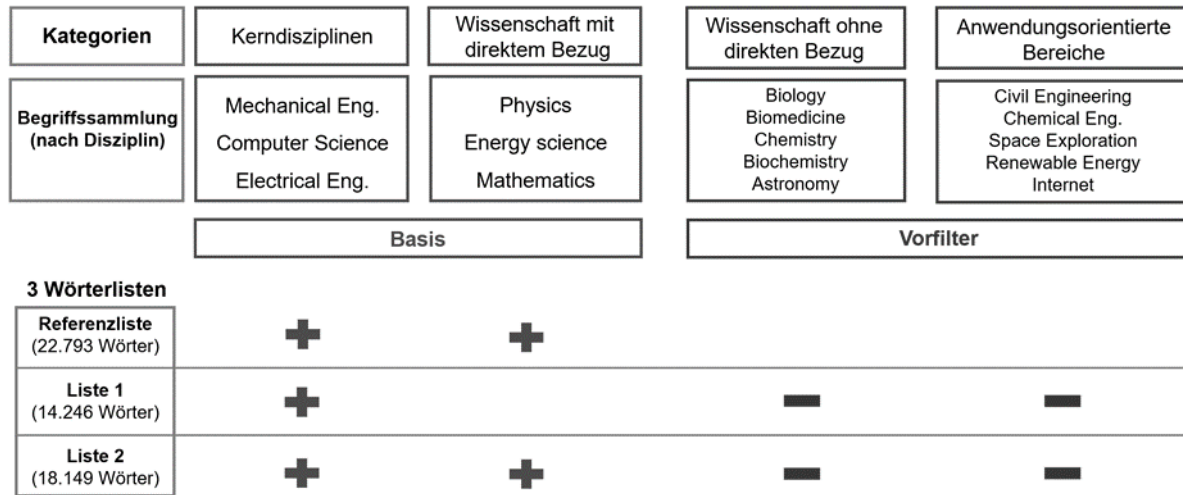 Kategorien
Kerndisziplinen
Wissenschaft mit
direktem Bezug
Wissenschaft ohne
direkten Bezug
Anwendungsorientierte
Bereiche
Begriffssammlung
(nach Disziplin)
Mechanical Eng.
Computer Science
Electrical Eng.
Physics
Energy science
Mathematics
Biology
Biomedicine
Chemistry
Biochemistry
Astronomy
Civil Engineering
Chemical Eng.
Space Exploration
Renewable Energy
Internet
Basis
Vorfilter
3 Wörterlisten
Referenzliste
(22.793 Wörter)
Liste 1
(14.246 Wörter)
Liste 2
(18.149 Wörter)